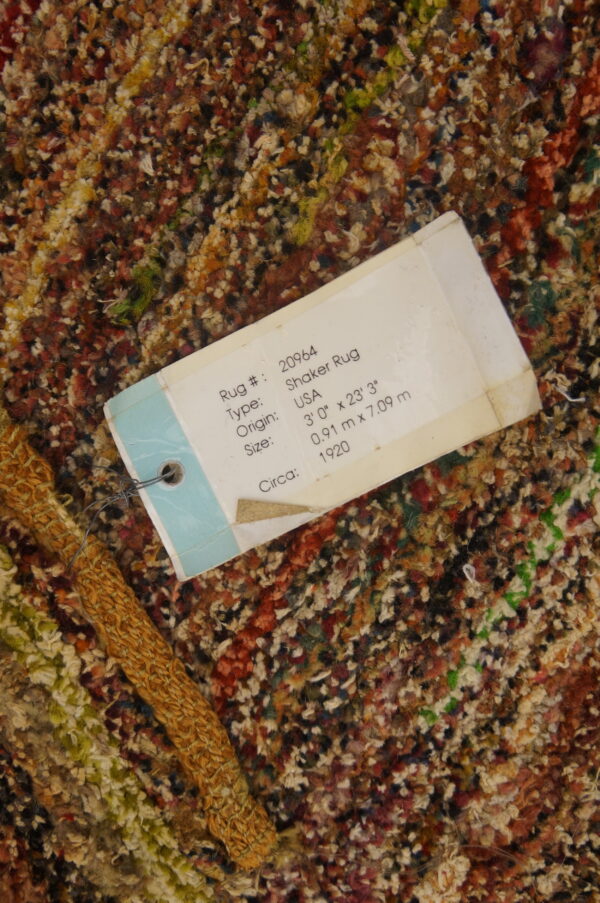 Rug #: 20964
Type: Shaker Rug
Origin: USA
Size: 3' 0" x 23' 3"
0.91 m x 7.09 m
Circa: 1920